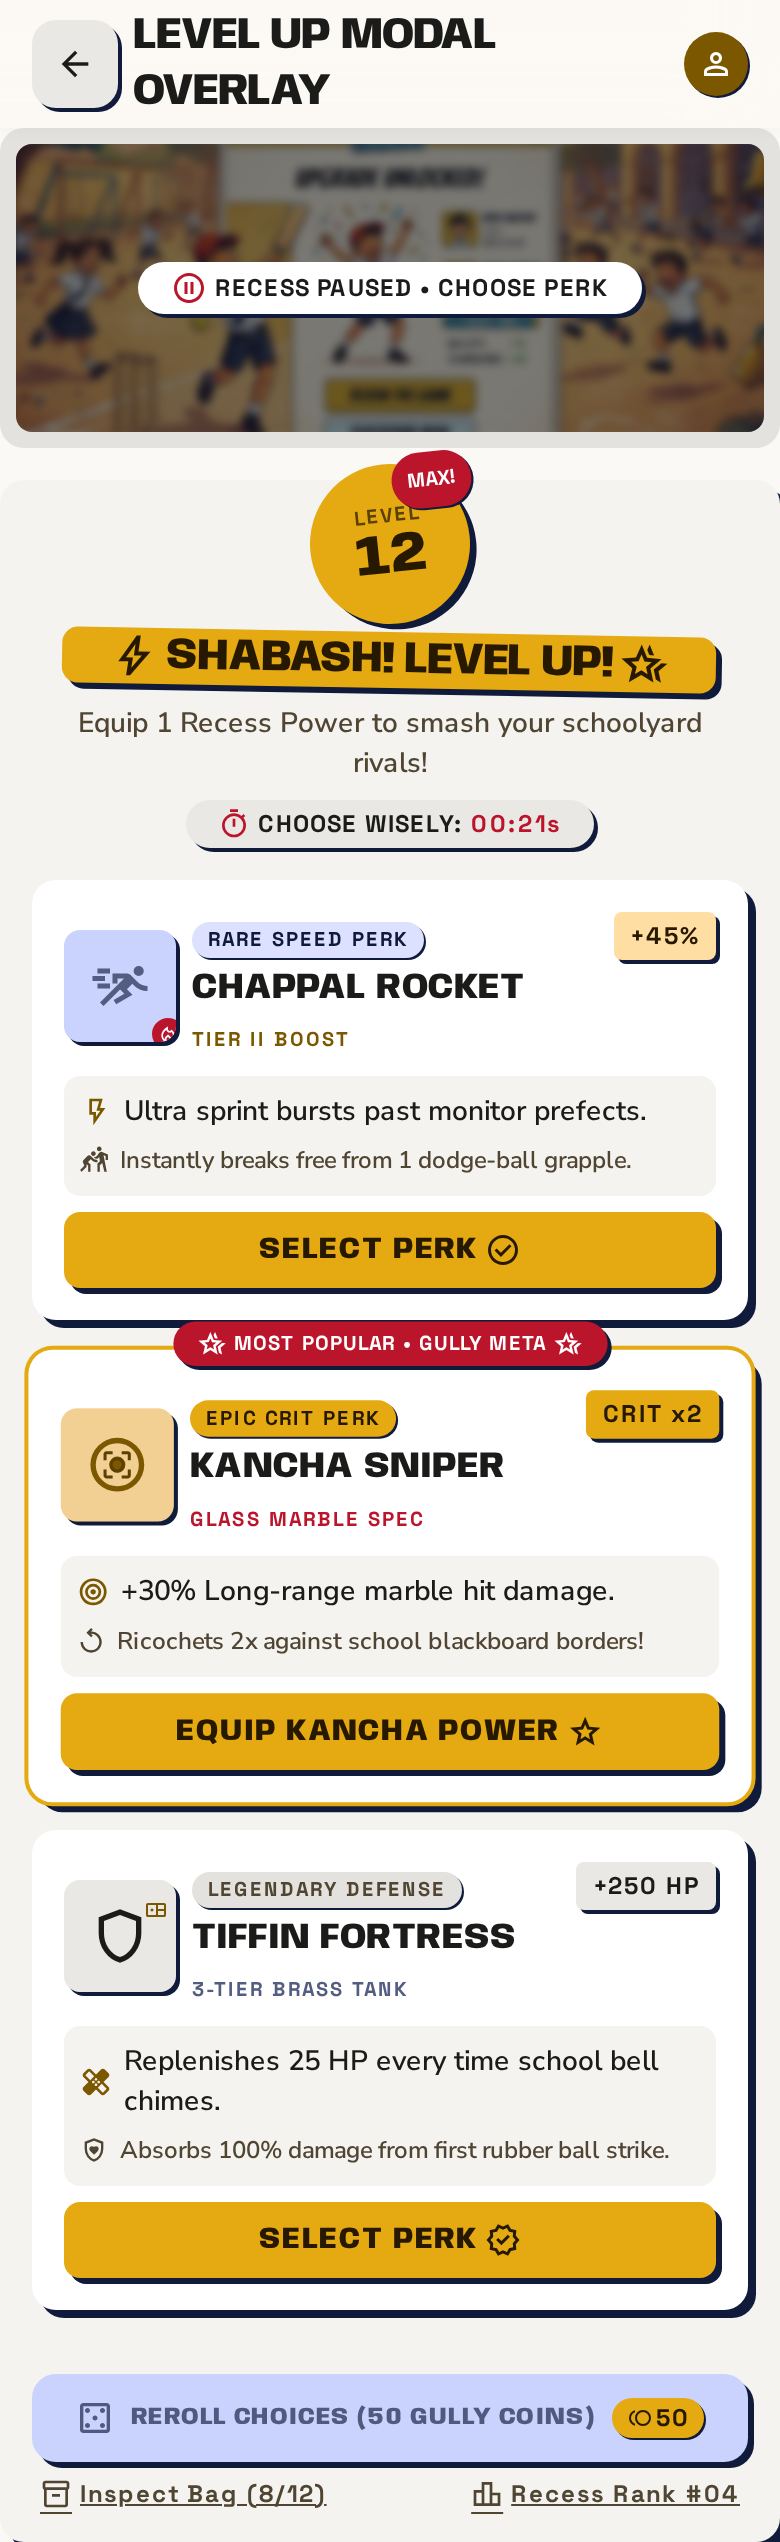 LEVEL UP MODAL
OVERLAY
UPGRADE UNLOCKED!
RECESS PAUSED • CHOOSE PERK
MAX!
LEVEL
12
SHABASH! LEVEL UP!
Equip 1 Recess Power to smash your schoolyard
rivals!
CHOOSE WISELY: 00:21s
RARE SPEED PERK
+45%
CHAPPAL ROCKET
TIER II BOOST
Ultra sprint bursts past monitor prefects.
Instantly breaks free from 1 dodge-ball grapple.
SELECT PERK
MOST POPULAR • GULLY META
EPIC CRIT PERK
CRIT x2
KANCHA SNIPER
GLASS MARBLE SPEC
+30% Long-range marble hit damage.
Ricochets 2x against school blackboard borders!
EQUIP KANCHA POWER
LEGENDARY DEFENSE
+250 HP
TIFFIN FORTRESS
3-TIER BRASS TANK
Replenishes 25 HP every time school bell
chimes.
Absorbs 100% damage from first rubber ball strike.
SELECT PERK
REROLL CHOICES (50 GULLY COINS) 50
Inspect Bag (8/12) Recess Rank #04